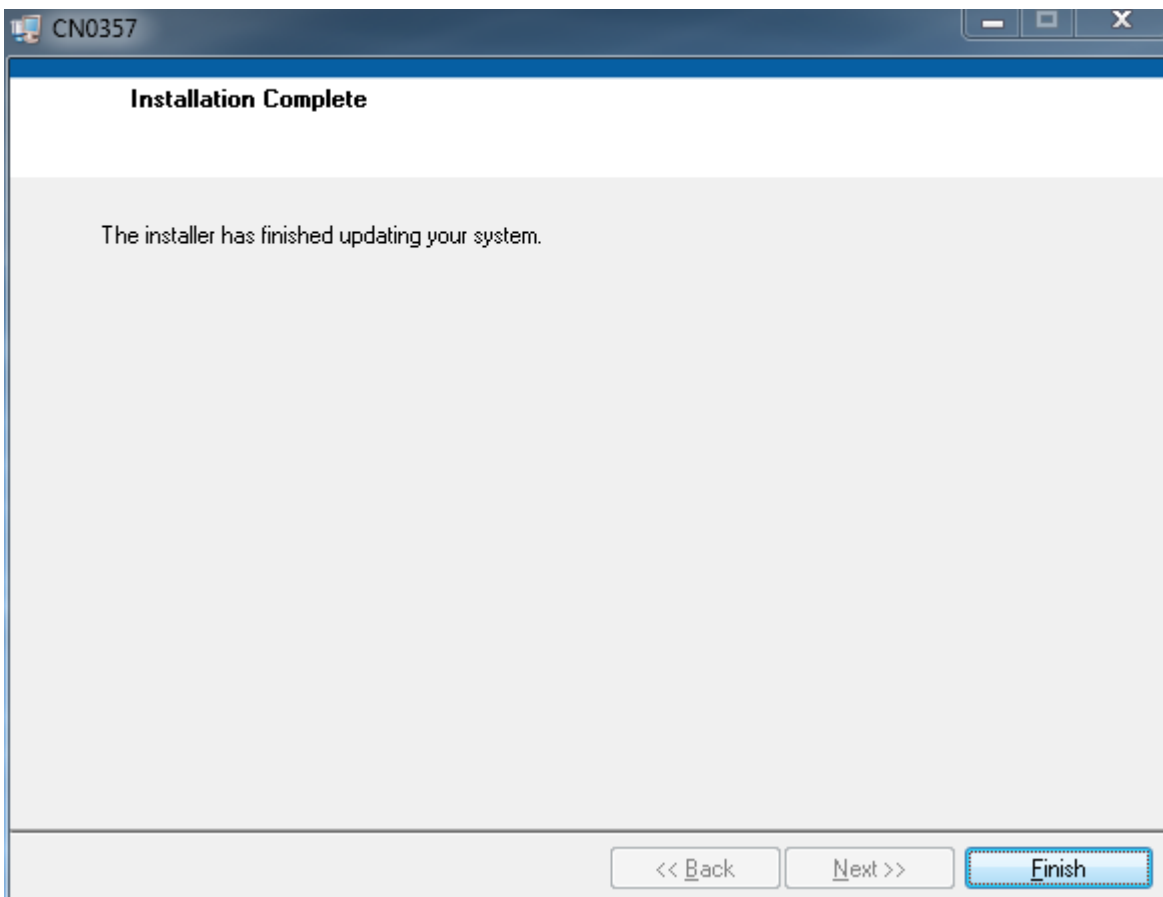 CN0357
Installation Complete
The installer has finished updating your system.
<< Back
Next >>
Finish